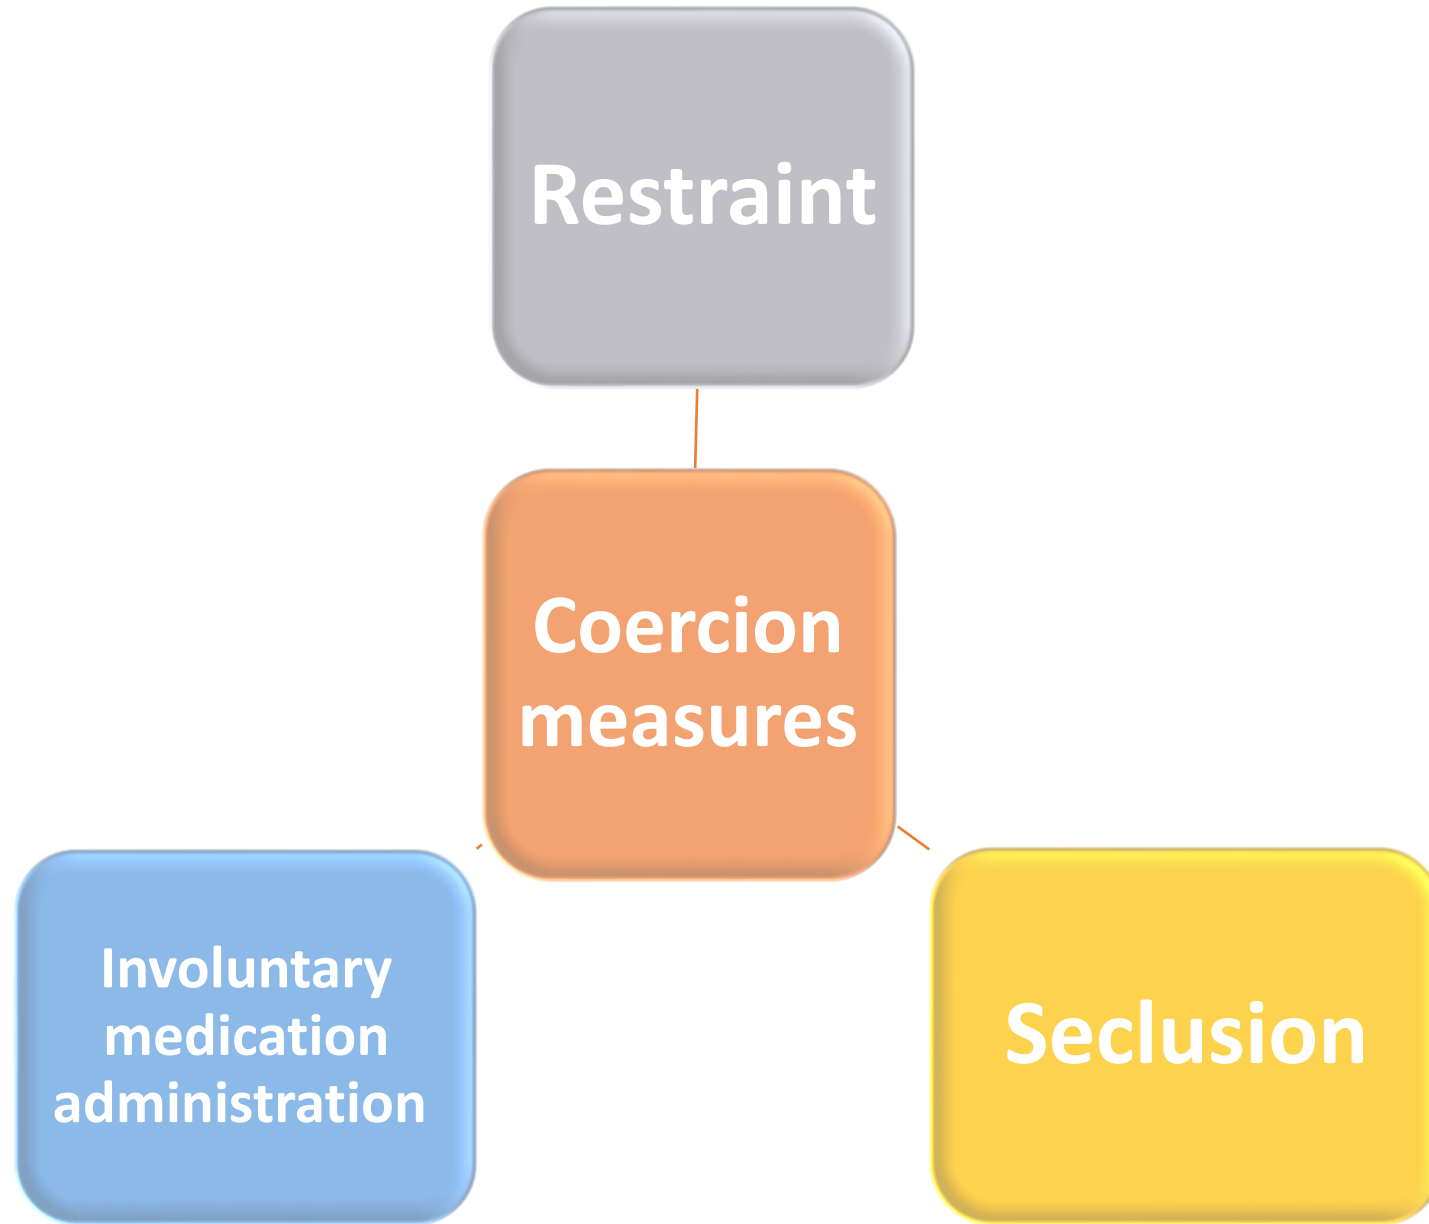 Restraint
Coercion
measures
Involuntary
medication
administration
Seclusion